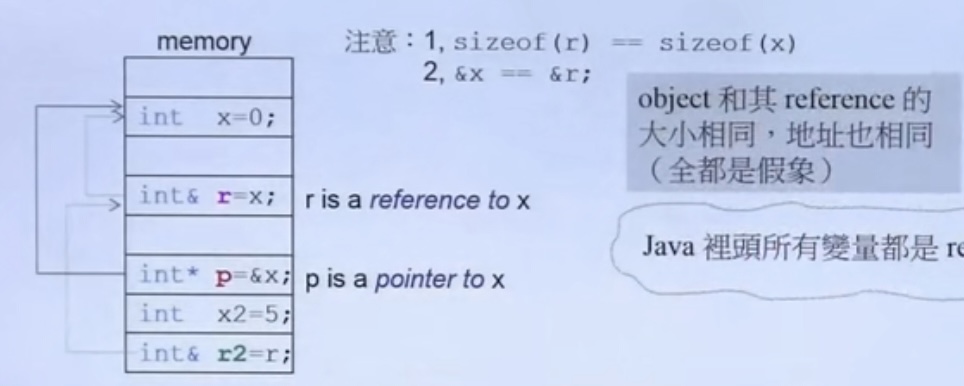 memory
int x=0;
int& r=x;
r is a reference to x
int* p=&x;
p is a pointer to x
int x2=5;
int& r2=r;
注意：1, sizeof(r) == sizeof(x)
2, &x == &r;
object 和其 reference 的
大小相同，地址也相同
（全都是假象）
Java 裡頭所有變量都是 re